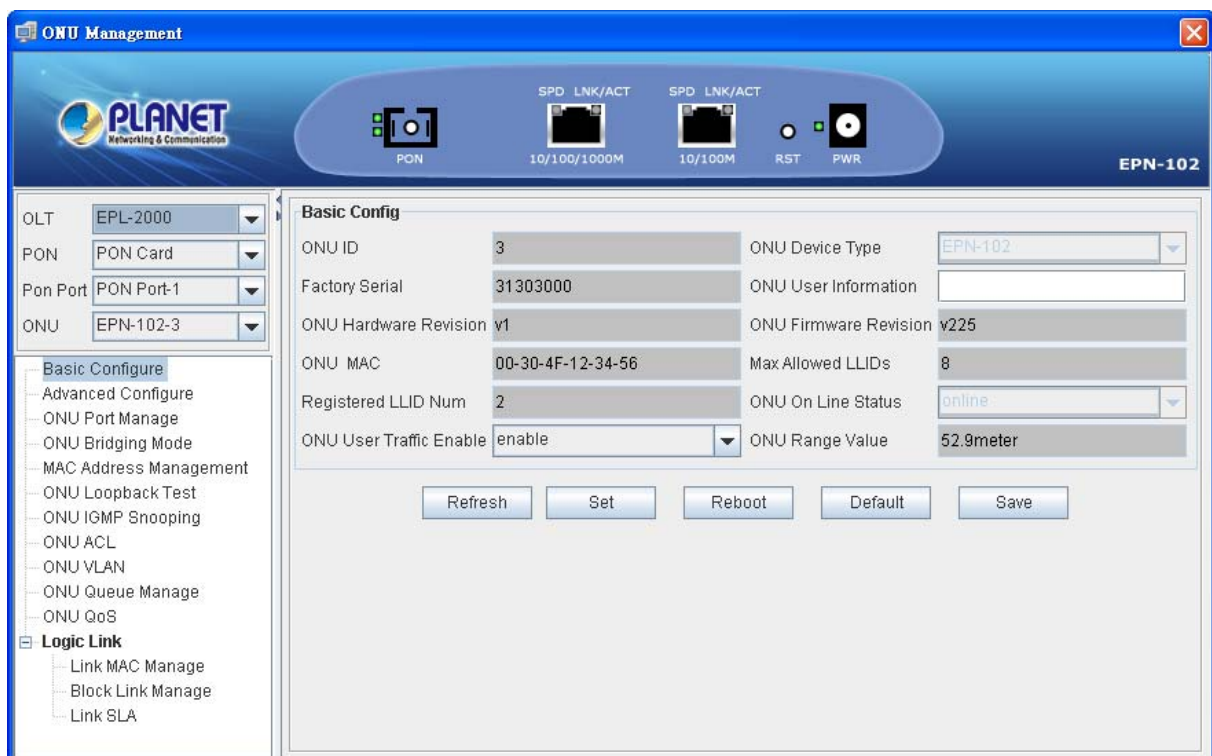 ONU Management
PLANET
Networking & Communication
SPD LNK/ACT SPD LNK/ACT
PON 10/100/1000M 10/100M RST PWR
EPN-102
OLT EPL-2000
PON PON Card
Pon Port PON Port-1
ONU EPN-102-3
Basic Configure
Advanced Configure
ONU Port Manage
ONU Bridging Mode
MAC Address Management
ONU Loopback Test
ONU IGMP Snooping
ONU ACL
ONU VLAN
ONU Queue Manage
ONU QoS
Logic Link
Link MAC Manage
Block Link Manage
Link SLA
Basic Config
ONU ID 3 ONU Device Type EPN-102
Factory Serial 31303000 ONU User Information
ONU Hardware Revision v1 ONU Firmware Revision v225
ONU MAC 00-30-4F-12-34-56 Max Allowed LLIDs 8
Registered LLID Num 2 ONU On Line Status online
ONU User Traffic Enable enable ONU Range Value 52.9meter
Refresh Set Reboot Default Save